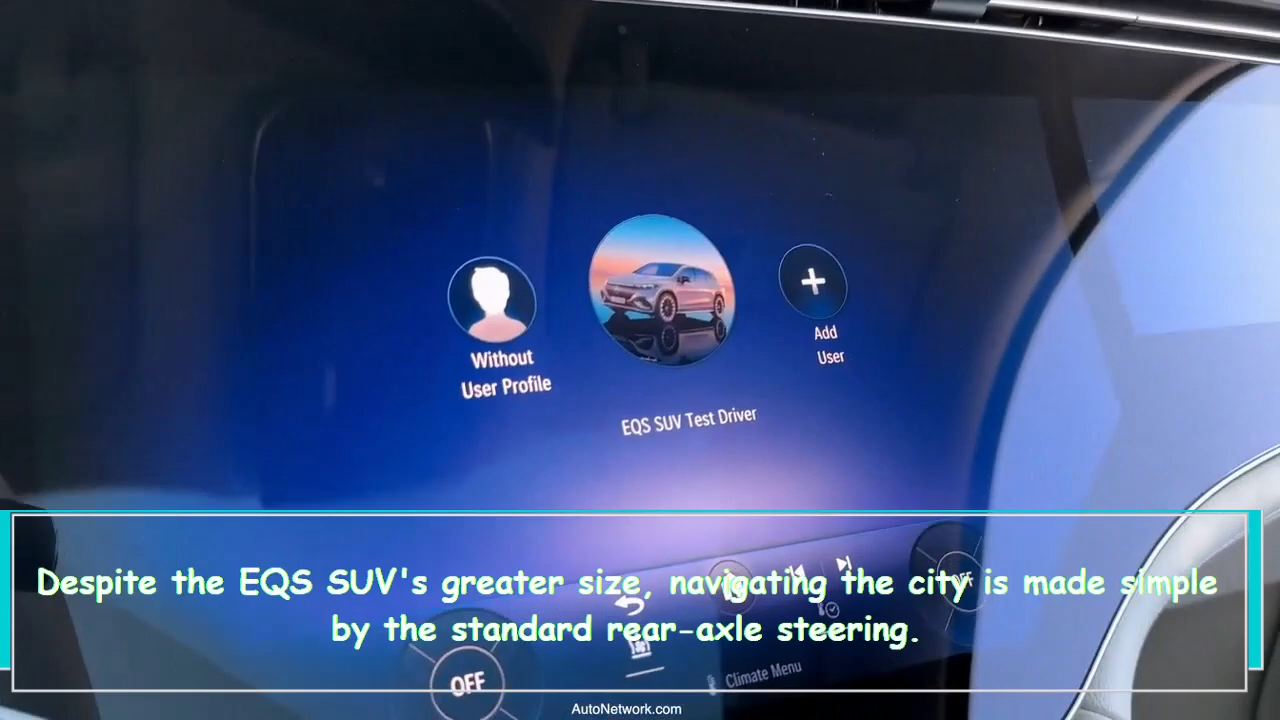 Without
User Profile
EQS SUV Test Driver
Add
User
Despite the EQS SUV's greater size, navigating the city is made simple
by the standard rear-axle steering.
OFF
OFF
Climate Menu
AutoNetwork.com